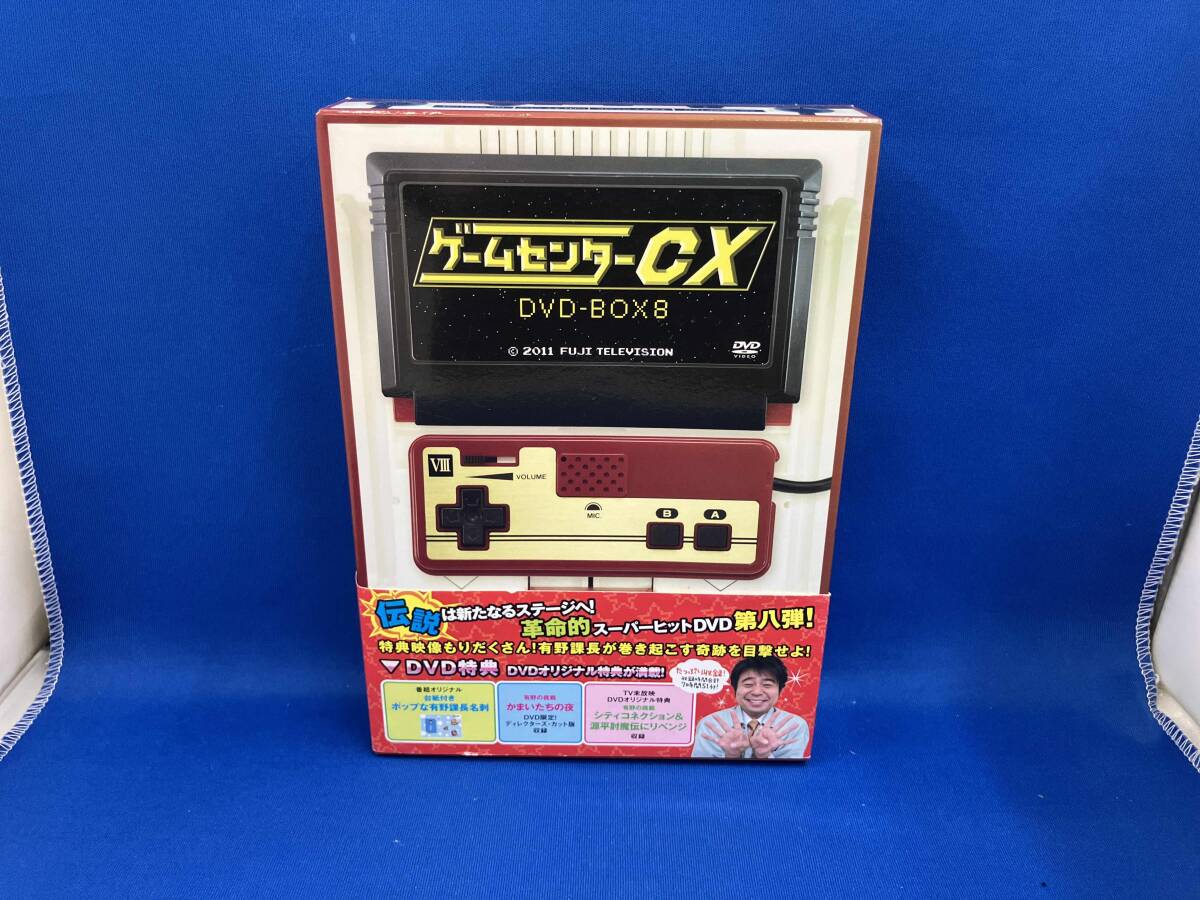 ゲームセンターCX
DVD-BOX8
© 2011 FUJI TELEVISION
DVD
VIDEO
VIII
VOLUME
MIC
B
A
伝説は新たなるステージへ!
革命的スーパーヒットDVD第八弾!
特典映像もりだくさん!有野課長が巻き起こす奇跡を目撃せよ!
▼DVD特典 DVDオリジナル特典が満載!
番組オリジナル
台紙付き
ポップな有野課長名刺
有野の挑戦
かまいたちの夜
DVD限定!
ディレクターズ・カット版
収録
TV未放映
DVDオリジナル特典
有野の挑戦
シティコネクション&
源平討魔伝にリベンジ
収録